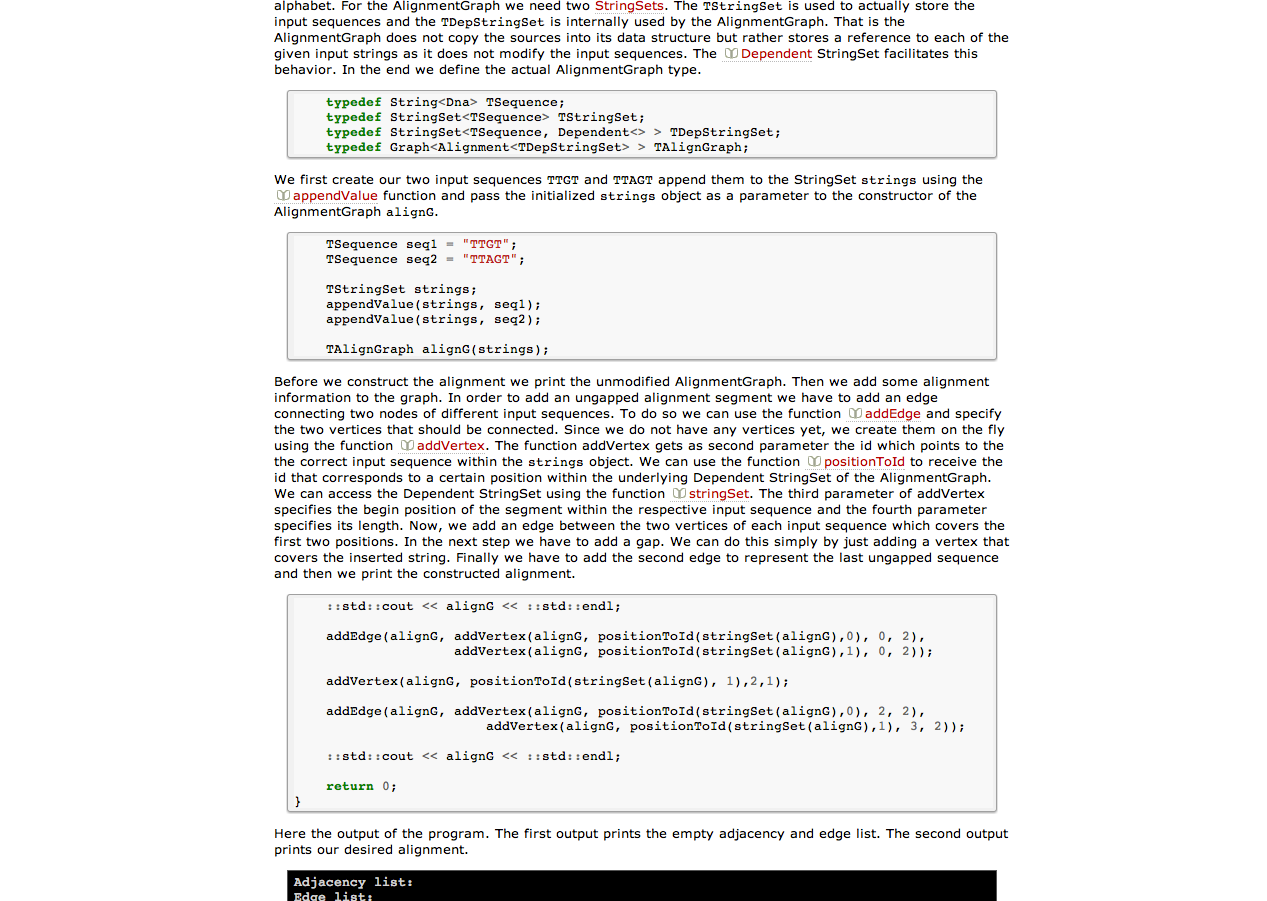 alphabet. For the AlignmentGraph we need two StringSets. The TStringSet is used to actually store the
input sequences and the TDepStringSet is internally used by the AlignmentGraph. That is the
AlignmentGraph does not copy the sources into its data structure but rather stores a reference to each of the
given input strings as it does not modify the input sequences. The Dependent StringSet facilitates this
behavior. In the end we define the actual AlignmentGraph type.
typedef String<Dna> TSequence;
typedef StringSet<TSequence> TStringSet;
typedef StringSet<TSequence, Dependent<> > TDepStringSet;
typedef Graph<Alignment<TDepStringSet> > TAlignGraph;
We first create our two input sequences TTGT and TTAGT append them to the StringSet strings using the
appendValue function and pass the initialized strings object as a parameter to the constructor of the
AlignmentGraph alignG.
TSequence seq1 = "TTGT";
TSequence seq2 = "TTAGT";
TStringSet strings;
appendValue(strings, seq1);
appendValue(strings, seq2);
TAlignGraph alignG(strings);
Before we construct the alignment we print the unmodified AlignmentGraph. Then we add some alignment
information to the graph. In order to add an ungapped alignment segment we have to add an edge
connecting two nodes of different input sequences. To do so we can use the function addEdge and specify
the two vertices that should be connected. Since we do not have any vertices yet, we create them on the fly
using the function addVertex. The function addVertex gets as second parameter the id which points to the
the correct input sequence within the strings object. We can use the function positionToId to receive the
id that corresponds to a certain position within the underlying Dependent StringSet of the AlignmentGraph.
We can access the Dependent StringSet using the function stringSet. The third parameter of addVertex
specifies the begin position of the segment within the respective input sequence and the fourth parameter
specifies its length. Now, we add an edge between the two vertices of each input sequence which covers the
first two positions. In the next step we have to add a gap. We can do this simply by just adding a vertex that
covers the inserted string. Finally we have to add the second edge to represent the last ungapped sequence
and then we print the constructed alignment.
::std::cout << alignG << ::std::endl;
addEdge(alignG, addVertex(alignG, positionToId(stringSet(alignG),0), 0, 2),
addVertex(alignG, positionToId(stringSet(alignG),1), 0, 2));
addVertex(alignG, positionToId(stringSet(alignG), 1),2,1);
addEdge(alignG, addVertex(alignG, positionToId(stringSet(alignG),0), 2, 2),
addVertex(alignG, positionToId(stringSet(alignG),1), 3, 2));
::std::cout << alignG << ::std::endl;
return 0;
}
Here the output of the program. The first output prints the empty adjacency and edge list. The second output
prints our desired alignment.
Adjacency list:
Edge list: